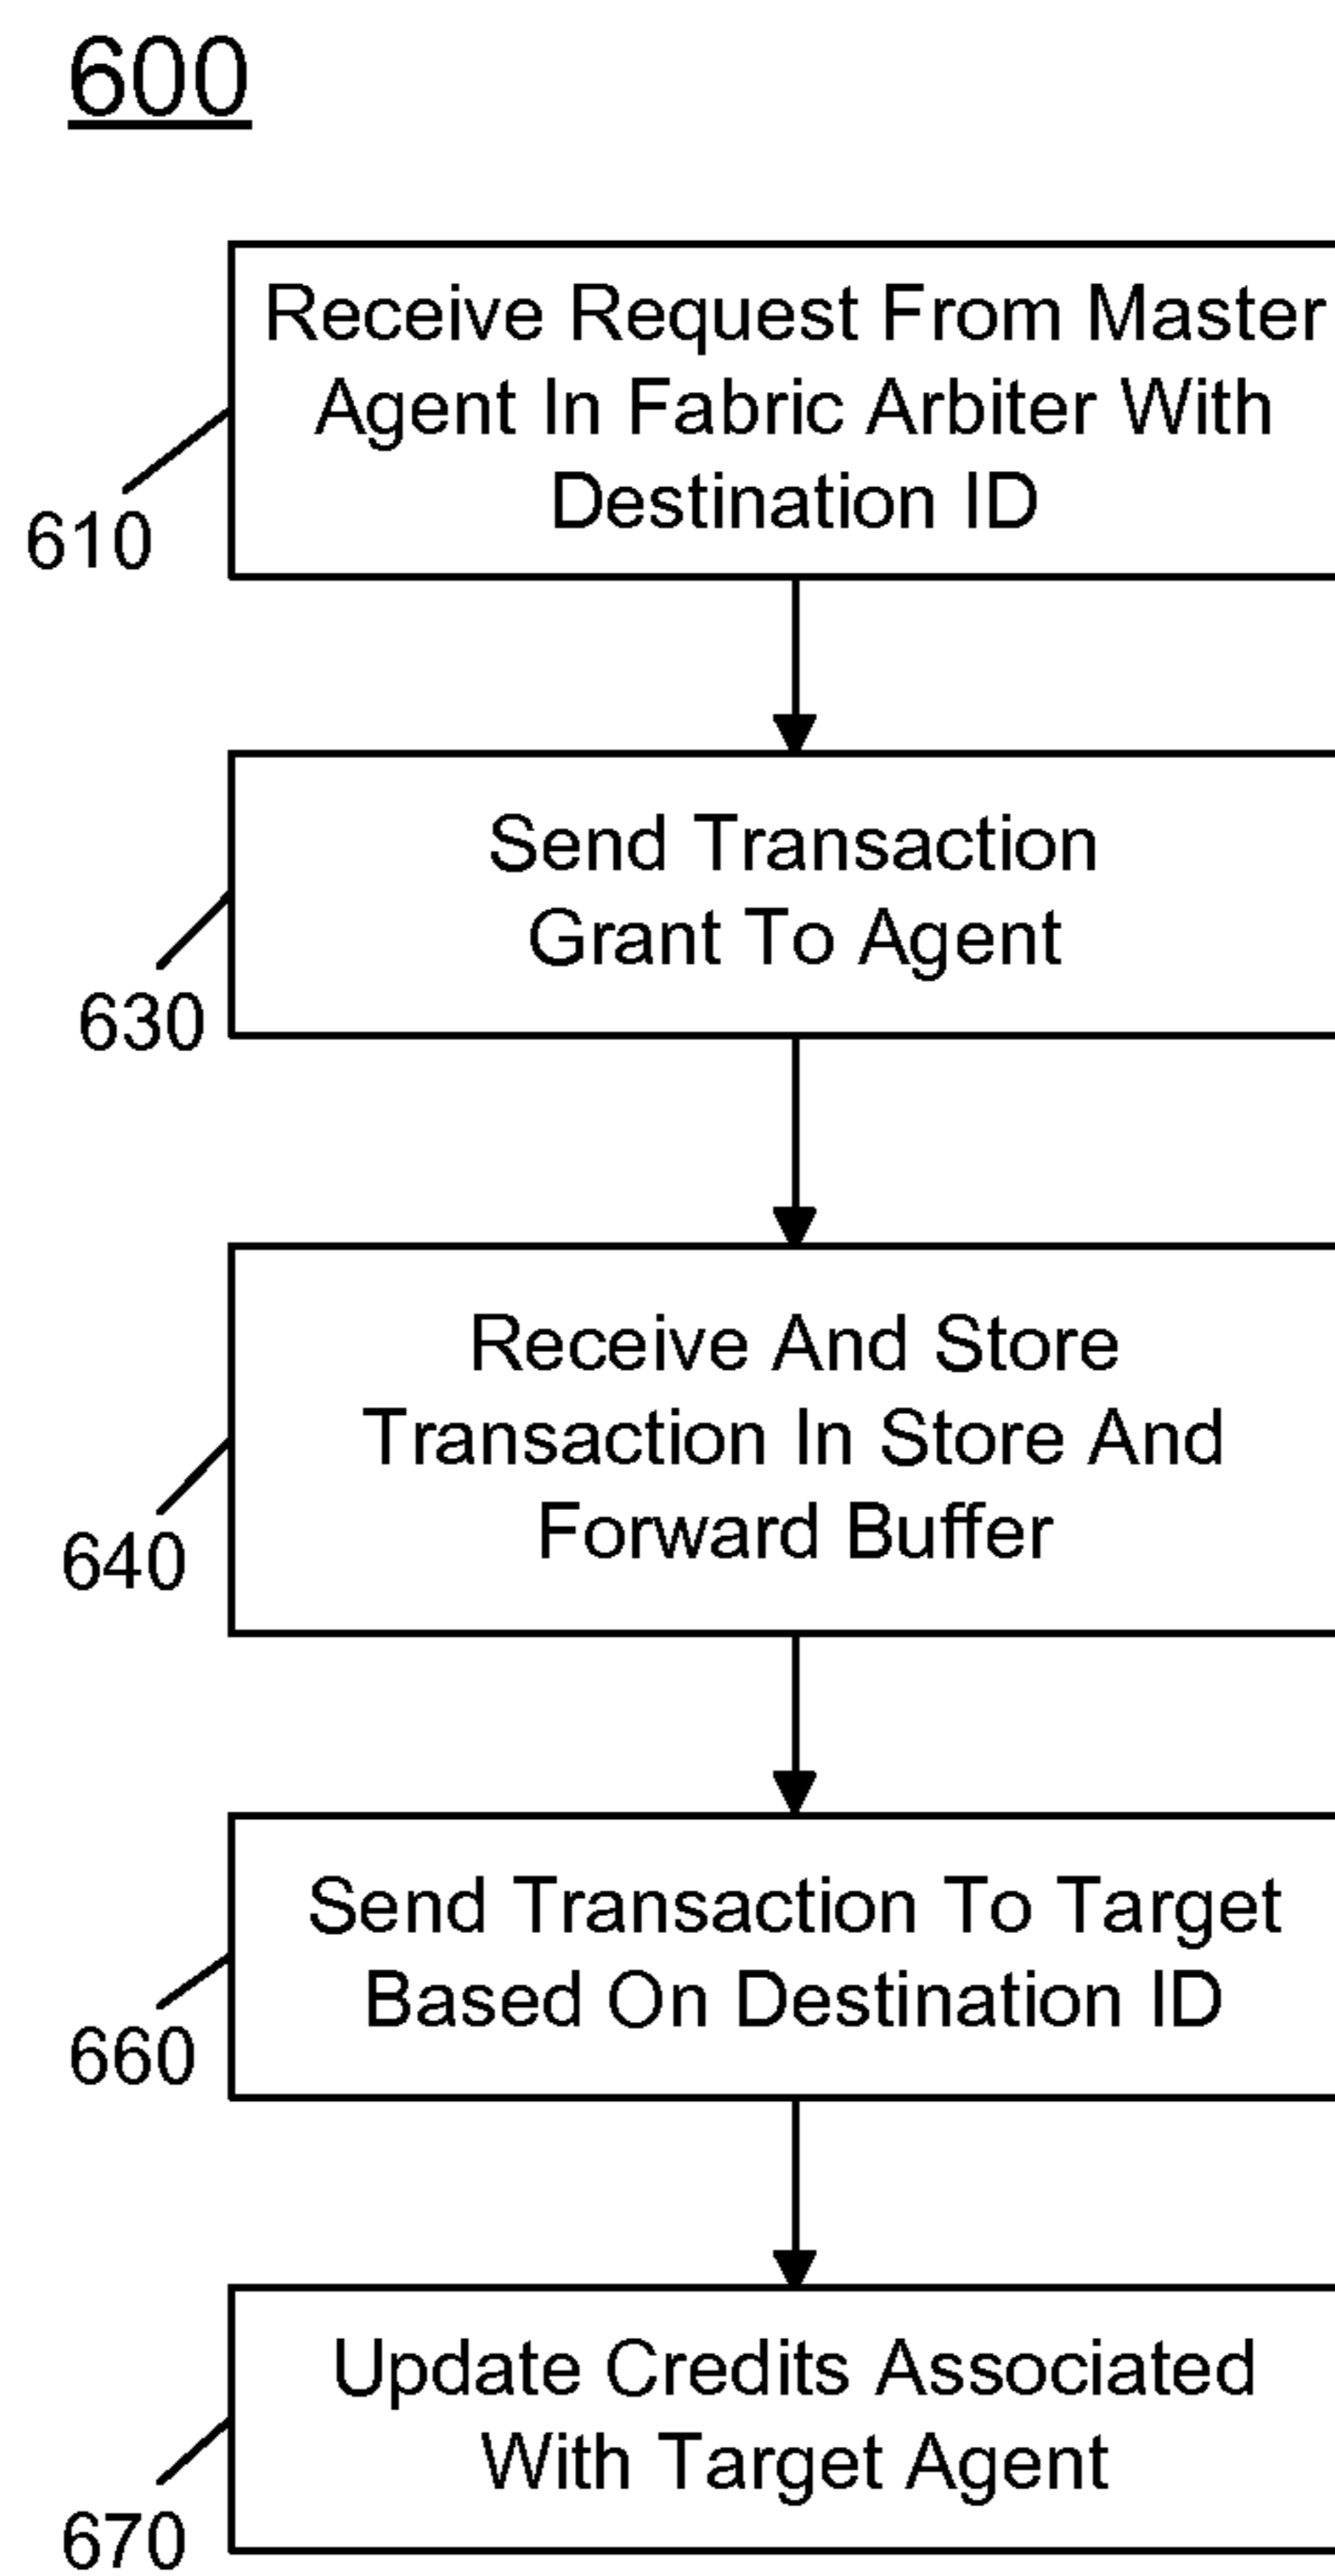 600
Receive Request From Master
Agent In Fabric Arbiter With
Destination ID
610
Send Transaction
Grant To Agent
630
Receive And Store
Transaction In Store And
Forward Buffer
640
Send Transaction To Target
Based On Destination ID
660
Update Credits Associated
With Target Agent
670